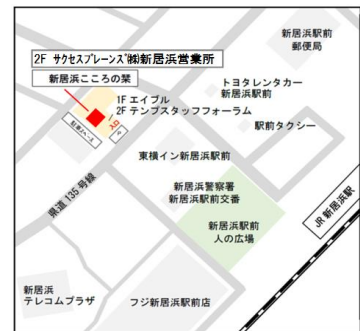 2F サクセスブレーンズ㈱新居浜営業所
新居浜こころの栞
1F エイブル
2F テンプスタッフフォーラム
入口
新居浜駅前
郵便局
トヨタレンタカー
新居浜駅前
駅前タクシー
東横イン新居浜駅前
新居浜警察署
新居浜駅前交番
新居浜駅前
人の広場
県道135号線
JR 新居浜駅
新居浜
テレコムプラザ
フジ新居浜駅前店